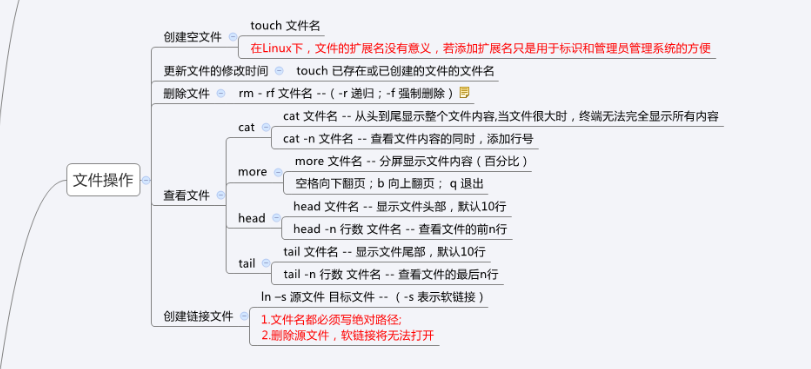 文件操作
创建空文件
touch 文件名
在Linux下，文件的扩展名没有意义，若添加扩展名只是用于标识和管理员管理系统的方便
更新文件的修改时间
touch 已存在或已创建的文件的文件名
删除文件
rm - rf 文件名 --（ -r 递归；-f 强制删除）
查看文件
cat
cat 文件名 -- 从头到尾显示整个文件内容,当文件很大时，终端无法完全显示所有内容
cat -n 文件名 -- 查看文件内容的同时，添加行号
more
more 文件名 -- 分屏显示文件内容（百分比）
空格向下翻页；b 向上翻页； q 退出
head
head 文件名 -- 显示文件头部，默认10行
head -n 行数 文件名 -- 查看文件的前n行
tail
tail 文件名 -- 显示文件尾部，默认10行
tail -n 行数 文件名 -- 查看文件的最后n行
创建链接文件
ln –s 源文件 目标文件 -- （ -s 表示软链接）
1.文件名都必须写绝对路径;
2.删除源文件，软链接将无法打开